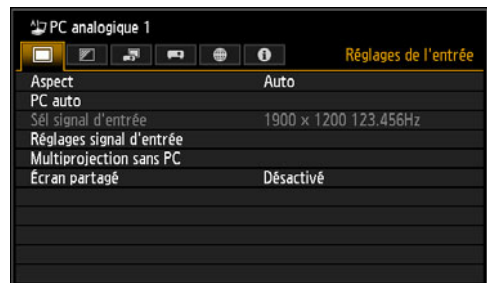 PC analogique 1
Réglages de l'entrée
Aspect Auto
PC auto
Sél signal d'entrée 1900 × 1200 123.456Hz
Réglages signal d'entrée
Multiprojection sans PC
Écran partagé Désactivé